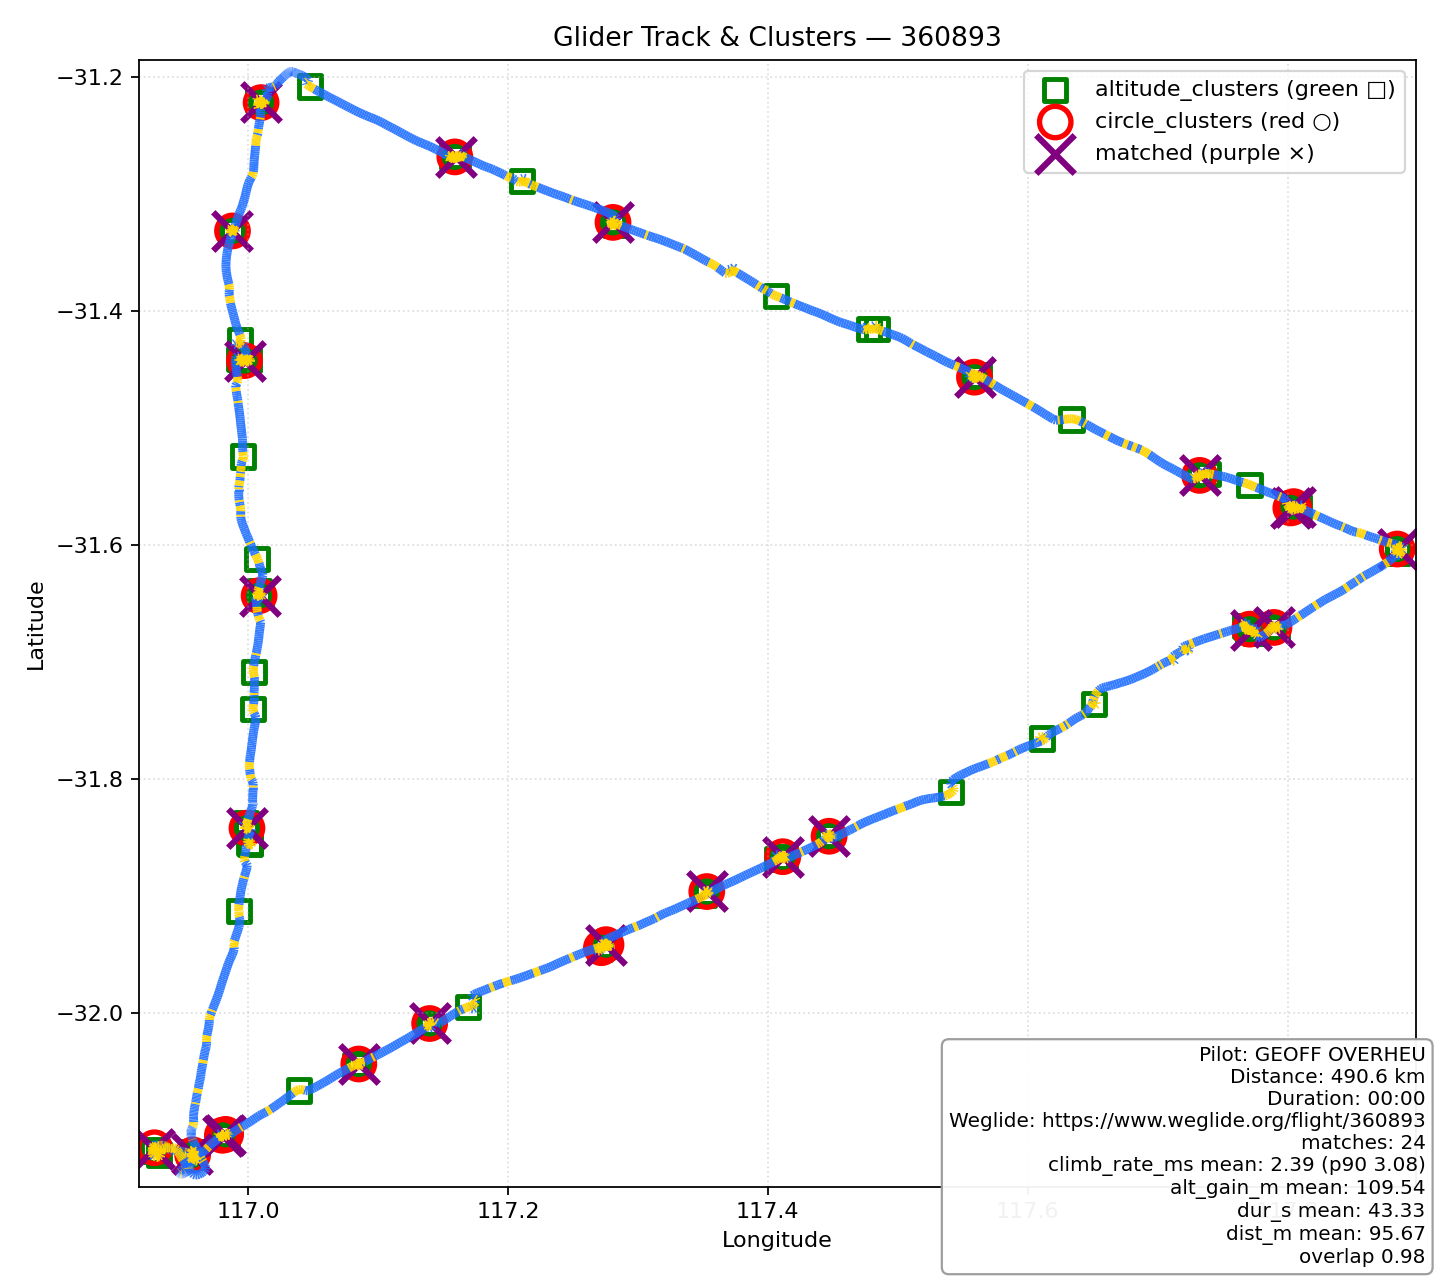 Glider Track & Clusters — 360893
altitude_clusters (green □)
circle_clusters (red ○)
matched (purple ×)
Latitude
−31.2
−31.4
−31.6
−31.8
−32.0
117.0
117.2
117.4
117.6
Longitude
Pilot: GEOFF OVERHEU
Distance: 490.6 km
Duration: 00:00
Weglide: https://www.weglide.org/flight/360893
matches: 24
climb_rate_ms mean: 2.39 (p90 3.08)
alt_gain_m mean: 109.54
dur_s mean: 43.33
dist_m mean: 95.67
overlap 0.98